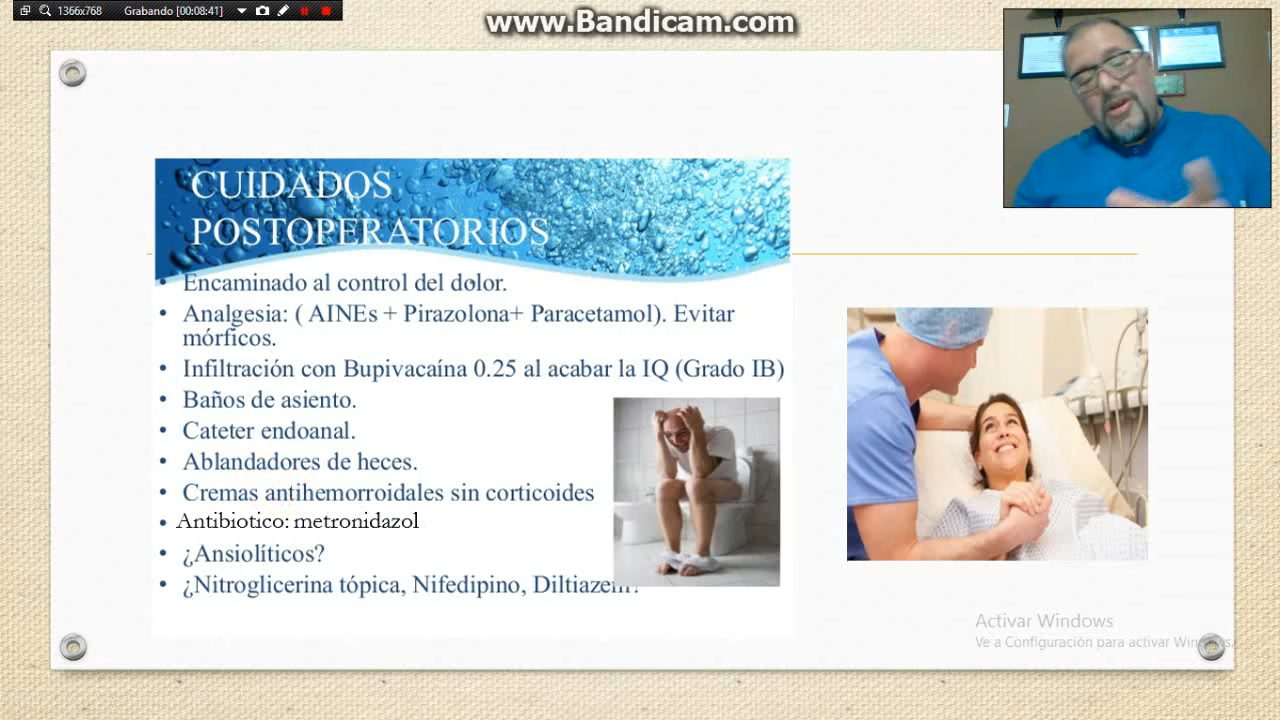 1366x768 Grabando [00:08:41]
www.Bandicam.com
CUIDADOS
POSTOPERATORIOS
• Encaminado al control del dolor.
• Analgesia: ( AINEs + Pirazolona+ Paracetamol). Evitar
mórficos.
• Infiltración con Bupivacaína 0.25 al acabar la IQ (Grado IB)
• Baños de asiento.
• Cateter endoanal.
• Ablandadores de heces.
• Cremas antihemorroidales sin corticoides
• Antibiotico: metronidazol
• ¿Ansiolíticos?
• ¿Nitroglicerina tópica, Nifedipino, Diltiazem?
Activar Windows
Ve a Configuración para activar Windows.